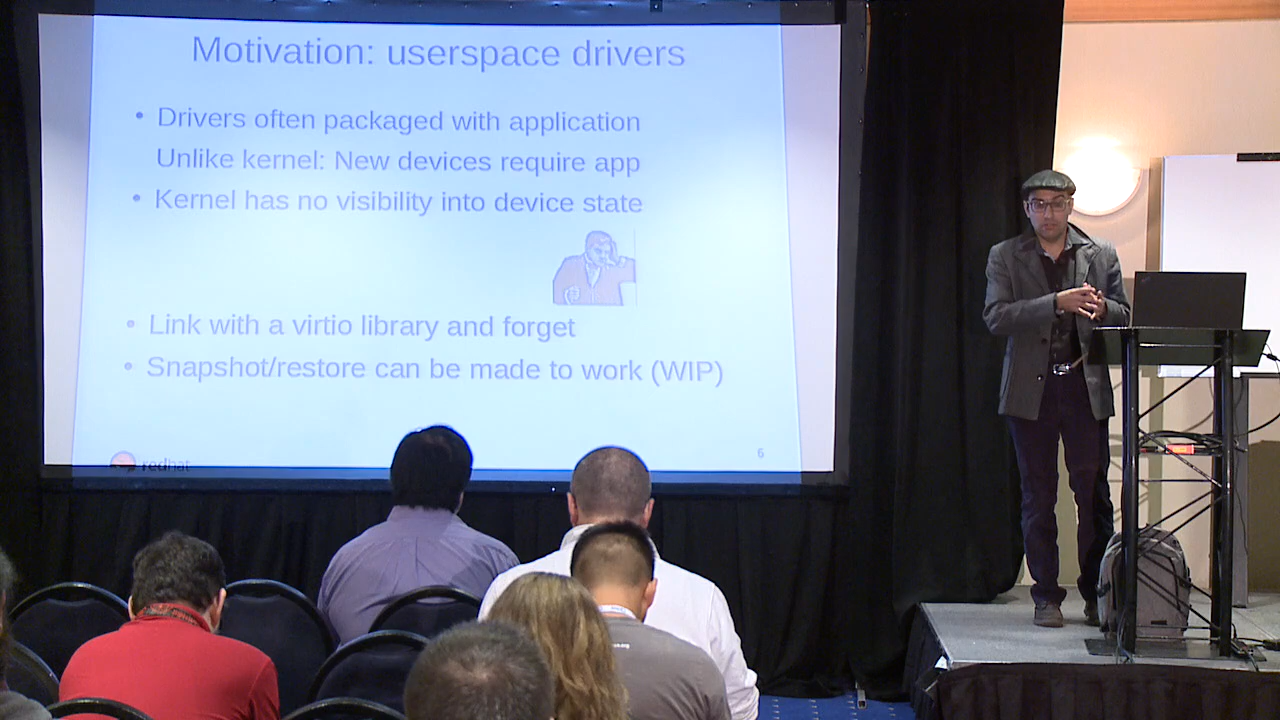 Motivation: userspace drivers
• Drivers often packaged with application
Unlike kernel: New devices require app
• Kernel has no visibility into device state
• Link with a virtio library and forget
• Snapshot/restore can be made to work (WIP)
redhat
6